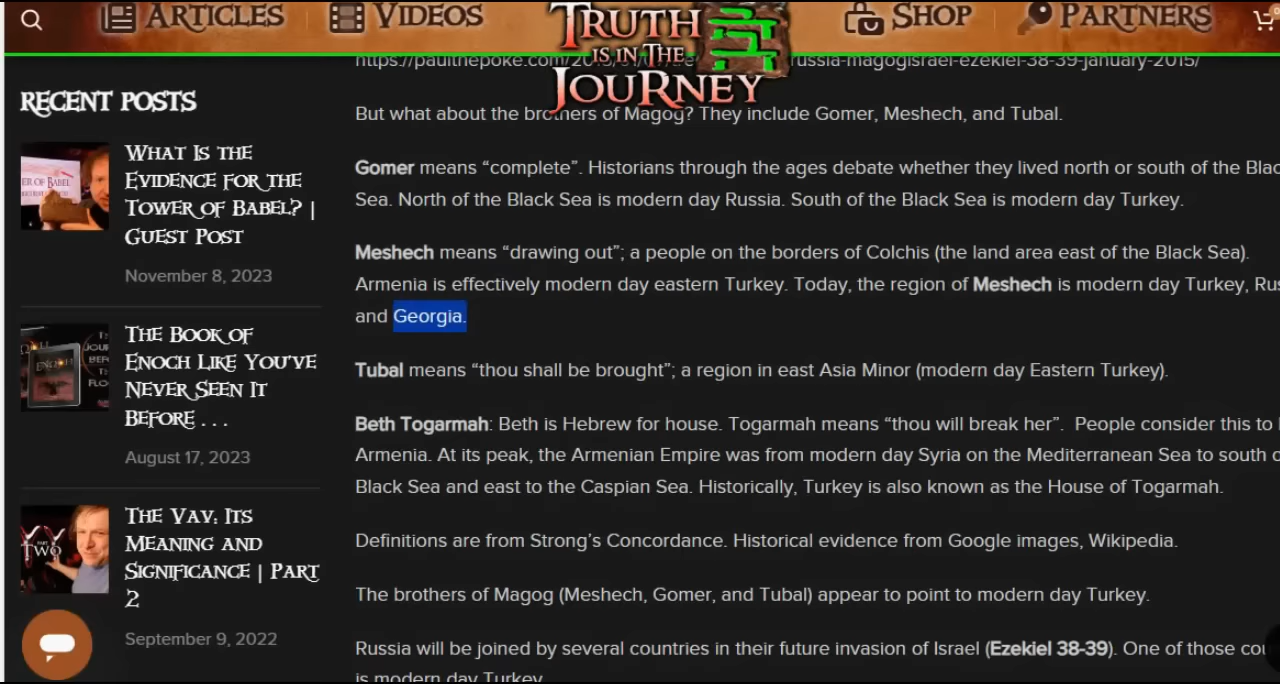 ARTICLES
VIDEOS
TRUTH
IS IN THE
JOURNEY
SHOP
PARTNERS
RECENT POSTS
WHAT IS THE
EVIDENCE FOR THE
TOWER OF BABEL? |
GUEST POST
November 8, 2023
THE BOOK OF
ENOCH LIKE YOU'VE
NEVER SEEN IT
BEFORE . . .
August 17, 2023
THE VAV: ITS
MEANING AND
SIGNIFICANCE | PART
2
September 9, 2022
TWO
russia-magogisrael-ezekiel-38-39-january-2015/
But what about the brothers of Magog? They include Gomer, Meshech, and Tubal.
Gomer means “complete”. Historians through the ages debate whether they lived north or south of the
Sea. North of the Black Sea is modern day Russia. South of the Black Sea is modern day Turkey.
Meshech means “drawing out”; a people on the borders of Colchis (the land area east of the Black Sea).
Armenia is effectively modern day eastern Turkey. Today, the region of Meshech is modern day Turkey,
and Georgia.
Tubal means “thou shall be brought”; a region in east Asia Minor (modern day Eastern Turkey).
Beth Togarmah: Beth is Hebrew for house. Togarmah means “thou will break her”. People consider this to
Armenia. At its peak, the Armenian Empire was from modern day Syria on the Mediterranean Sea to south
Black Sea and east to the Caspian Sea. Historically, Turkey is also known as the House of Togarmah.
Definitions are from Strong’s Concordance. Historical evidence from Google images, Wikipedia.
The brothers of Magog (Meshech, Gomer, and Tubal) appear to point to modern day Turkey.
Russia will be joined by several countries in their future invasion of Israel (Ezekiel 38-39). One of those
is modern day Turkey